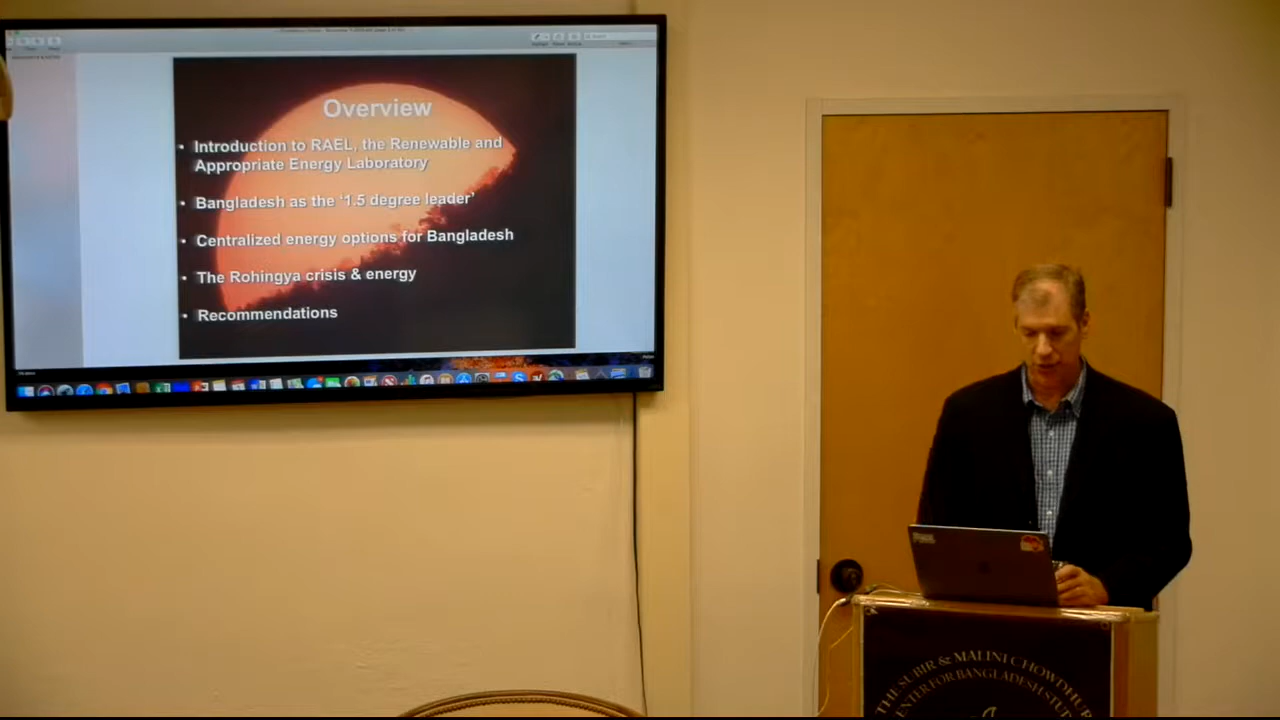 Overview
• Introduction to RAEL, the Renewable and
Appropriate Energy Laboratory
• Bangladesh as the ‘1.5 degree leader’
• Centralized energy options for Bangladesh
• The Rohingya crisis & energy
• Recommendations
THE SUBIR & MALINI CHOWDHURY
CENTER FOR BANGLADESH